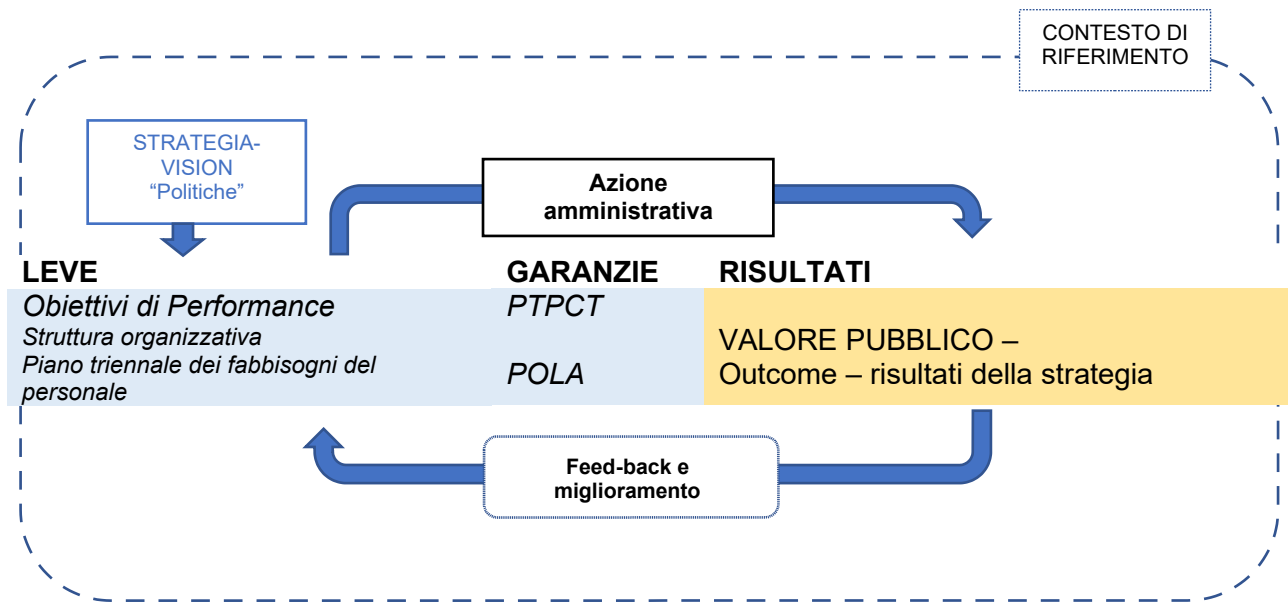 CONTESTO DI
RIFERIMENTO
STRATEGIA-
VISION
“Politiche”
Azione
amministrativa
LEVE
GARANZIE
RISULTATI
Obiettivi di Performance
Struttura organizzativa
Piano triennale dei fabbisogni del
personale
PTPCT
POLA
VALORE PUBBLICO –
Outcome – risultati della strategia
Feed-back e
miglioramento